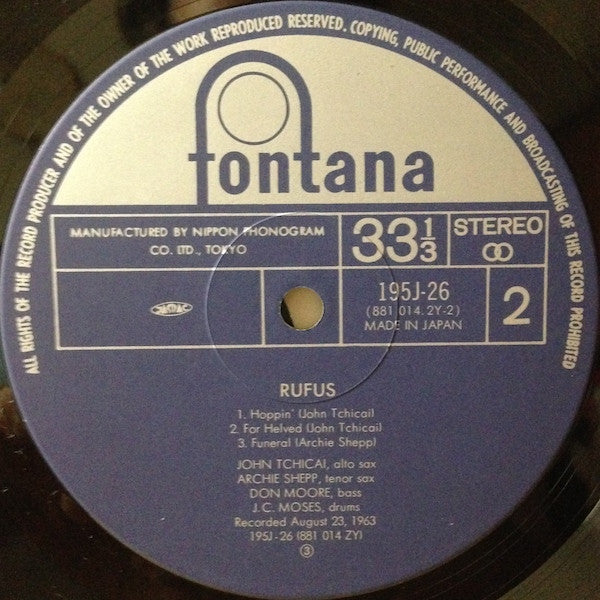 ALL RIGHTS OF THE RECORD PRODUCER AND OF THE OWNER OF THE WORK REPRODUCED RESERVED. COPYING, PUBLIC PERFORMANCE AND BROADCASTING OF THIS RECORD PROHIBITED
fontana
MANUFACTURED BY NIPPON PHONOGRAM
CO. LTD., TOKYO
33 1/3
STEREO
195J-26
(881 014. 2Y-2)
MADE IN JAPAN
2
RUFUS
1. Hoppin' (John Tchicai)
2. For Helved (John Tchicai)
3. Funeral (Archie Shepp)
JOHN TCHICAI, alto sax
ARCHIE SHEPP, tenor sax
DON MOORE, bass
J.C. MOSES, drums
Recorded August 23, 1963
195J-26 (881 014 ZY)
③